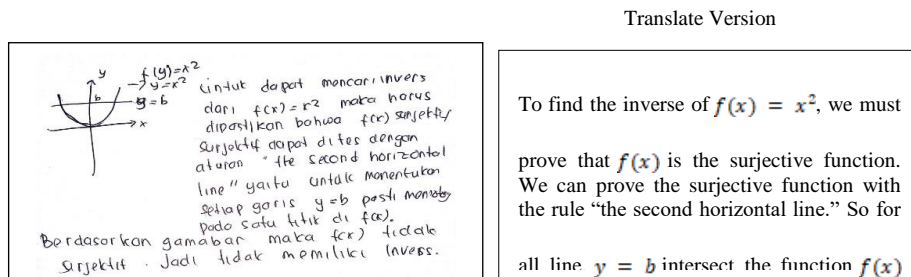 Translate Version
y
f(y)=x²
→ y=x²
b
y=b
x
Untuk dapat mencari invers
dari f(x)=x² maka harus
dipastikan bahwa f(x) surjektif
surjektif dapat dites dengan
aturan "the second horizontal
line" yaitu untuk menentukan
setiap garis y=b pasti
pada satu titik di f(x).
Berdasarkan gamabar maka f(x) tidak
surjektif. Jadi tidak memiliki invers.
To find the inverse of f(x) = x², we must
prove that f(x) is the surjective function.
We can prove the surjective function with
the rule “the second horizontal line.” So for
all line y = b intersect the function f(x)